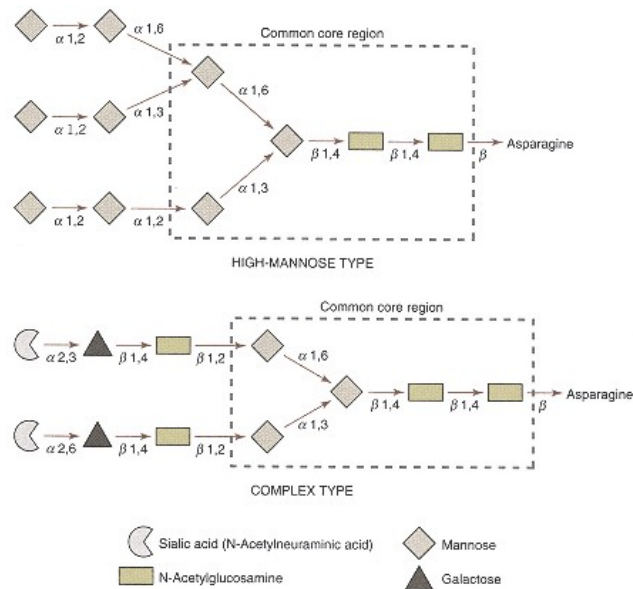 α 1,2
α 1,6
Common core region
α 1,2
α 1,3
α 1,6
β 1,4
β 1,4
β
Asparagine
α 1,3
α 1,2
α 1,2
HIGH-MANNOSE TYPE
Common core region
α 2,3
β 1,4
β 1,2
α 1,6
β 1,4
β 1,4
β
Asparagine
α 1,3
α 2,6
β 1,4
β 1,2
COMPLEX TYPE
Sialic acid (N-Acetylneuraminic acid)
Mannose
N-Acetylglucosamine
Galactose